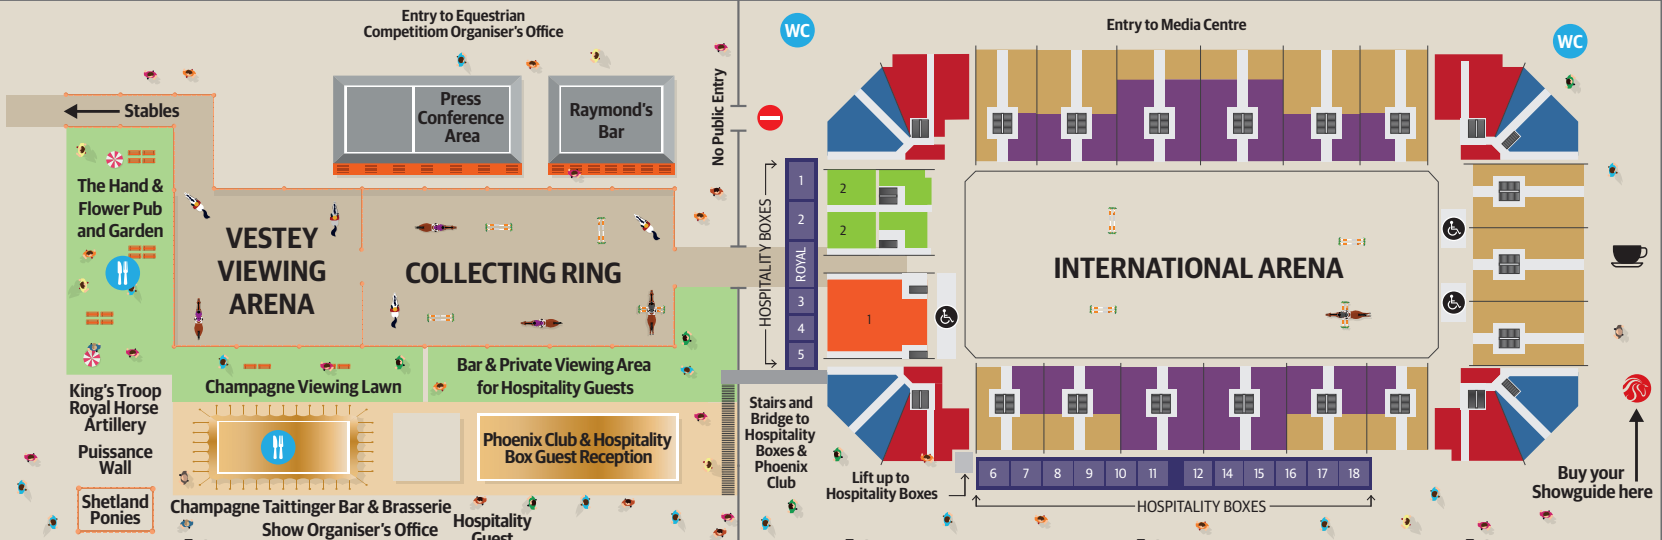 Entry to Equestrian
Competitiom Organiser's Office
WC
Entry to Media Centre
WC
Stables
Press
Conference
Area
Raymond's
Bar
No Public Entry
The Hand &
Flower Pub
and Garden
VESTEY
VIEWING
ARENA
COLLECTING RING
HOSPITALITY BOXES
1
2
ROYAL
3
4
5
2
2
1
INTERNATIONAL ARENA
Champagne Viewing Lawn
Bar & Private Viewing Area
for Hospitality Guests
King's Troop
Royal Horse
Artillery
Puissance
Wall
Shetland
Ponies
Phoenix Club & Hospitality
Box Guest Reception
Champagne Taittinger Bar & Brasserie
Show Organiser's Office
Hospitality
Guest
Stairs and
Bridge to
Hospitality
Boxes &
Phoenix
Club
Lift up to
Hospitality Boxes
6 7 8 9 10 11 12 14 15 16 17 18
HOSPITALITY BOXES
Buy your
Showguide here